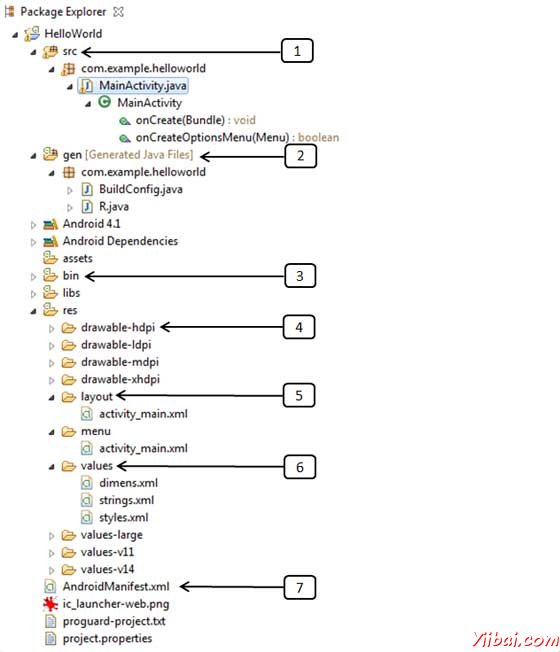 Package Explorer
HelloWorld
src
1
com.example.helloworld
MainActivity.java
MainActivity
onCreate(Bundle) : void
onCreateOptionsMenu(Menu) : boolean
gen [Generated Java Files]
2
com.example.helloworld
BuildConfig.java
R.java
Android 4.1
Android Dependencies
assets
bin
3
libs
res
drawable-hdpi
4
drawable-ldpi
drawable-mdpi
drawable-xhdpi
layout
5
activity_main.xml
menu
activity_main.xml
values
6
dimens.xml
strings.xml
styles.xml
values-large
values-v11
values-v14
AndroidManifest.xml
7
ic_launcher-web.png
proguard-project.txt
project.properties
Yiibai.com